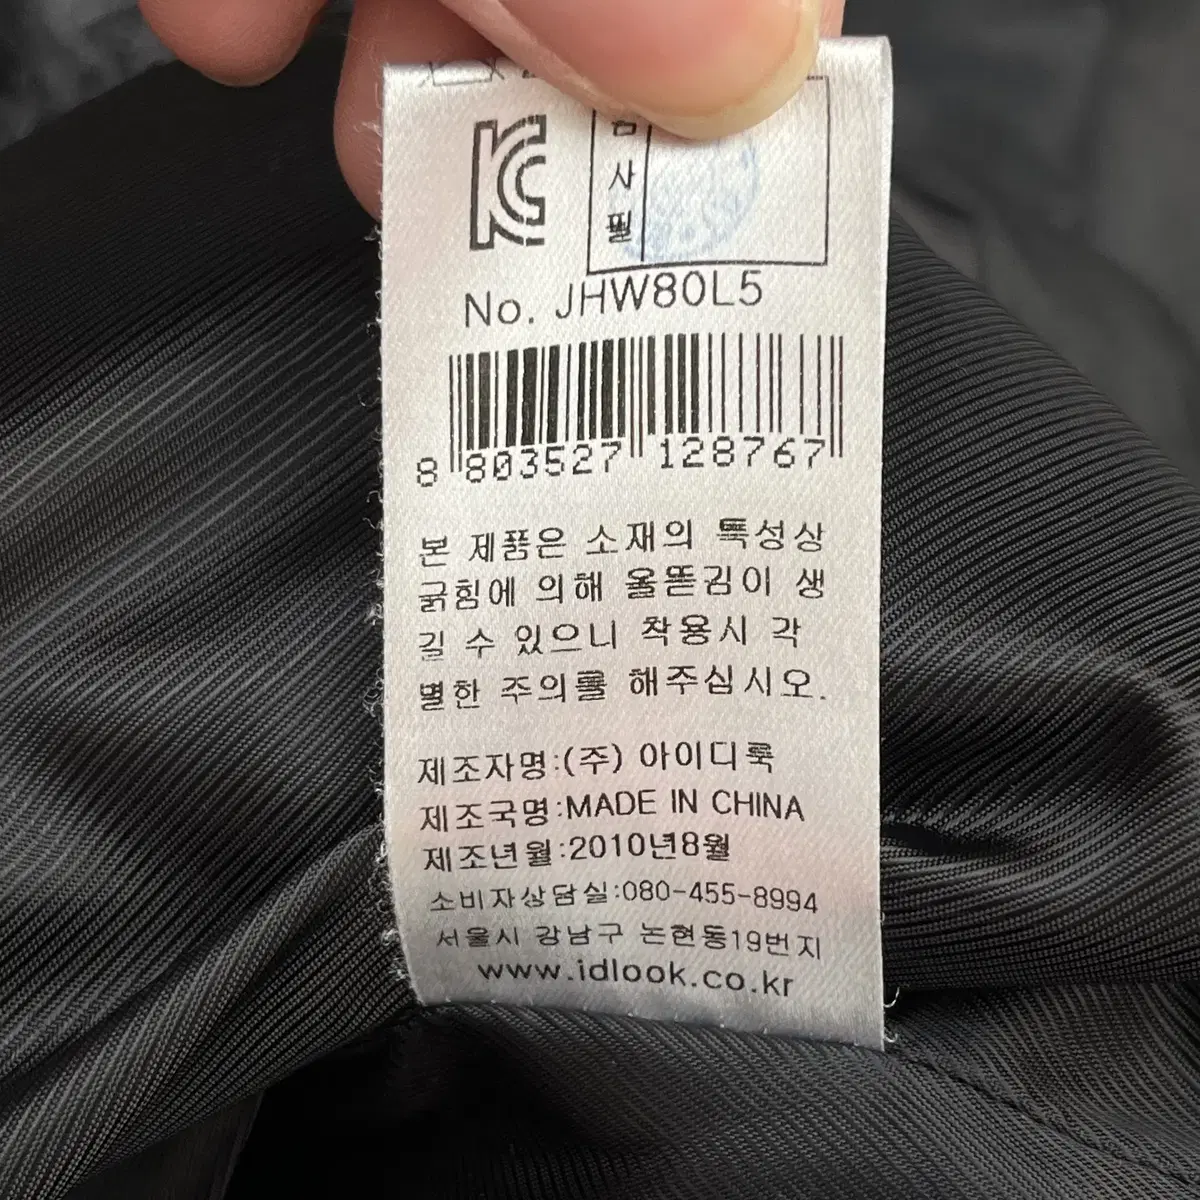 KC
검
사
필
No. JHW80L5
8 803527 128767
본 제품은 소재의 특성상
긁힘에 의해 올뜯김이 생
길 수 있으니 착용시 각
별한 주의를 해주십시오.
제조자명:(주) 아이디룩
제조국명:MADE IN CHINA
제조년월:2010년8월
소비자상담실:080-455-8994
서울시 강남구 논현동19번지
www.idlook.co.kr